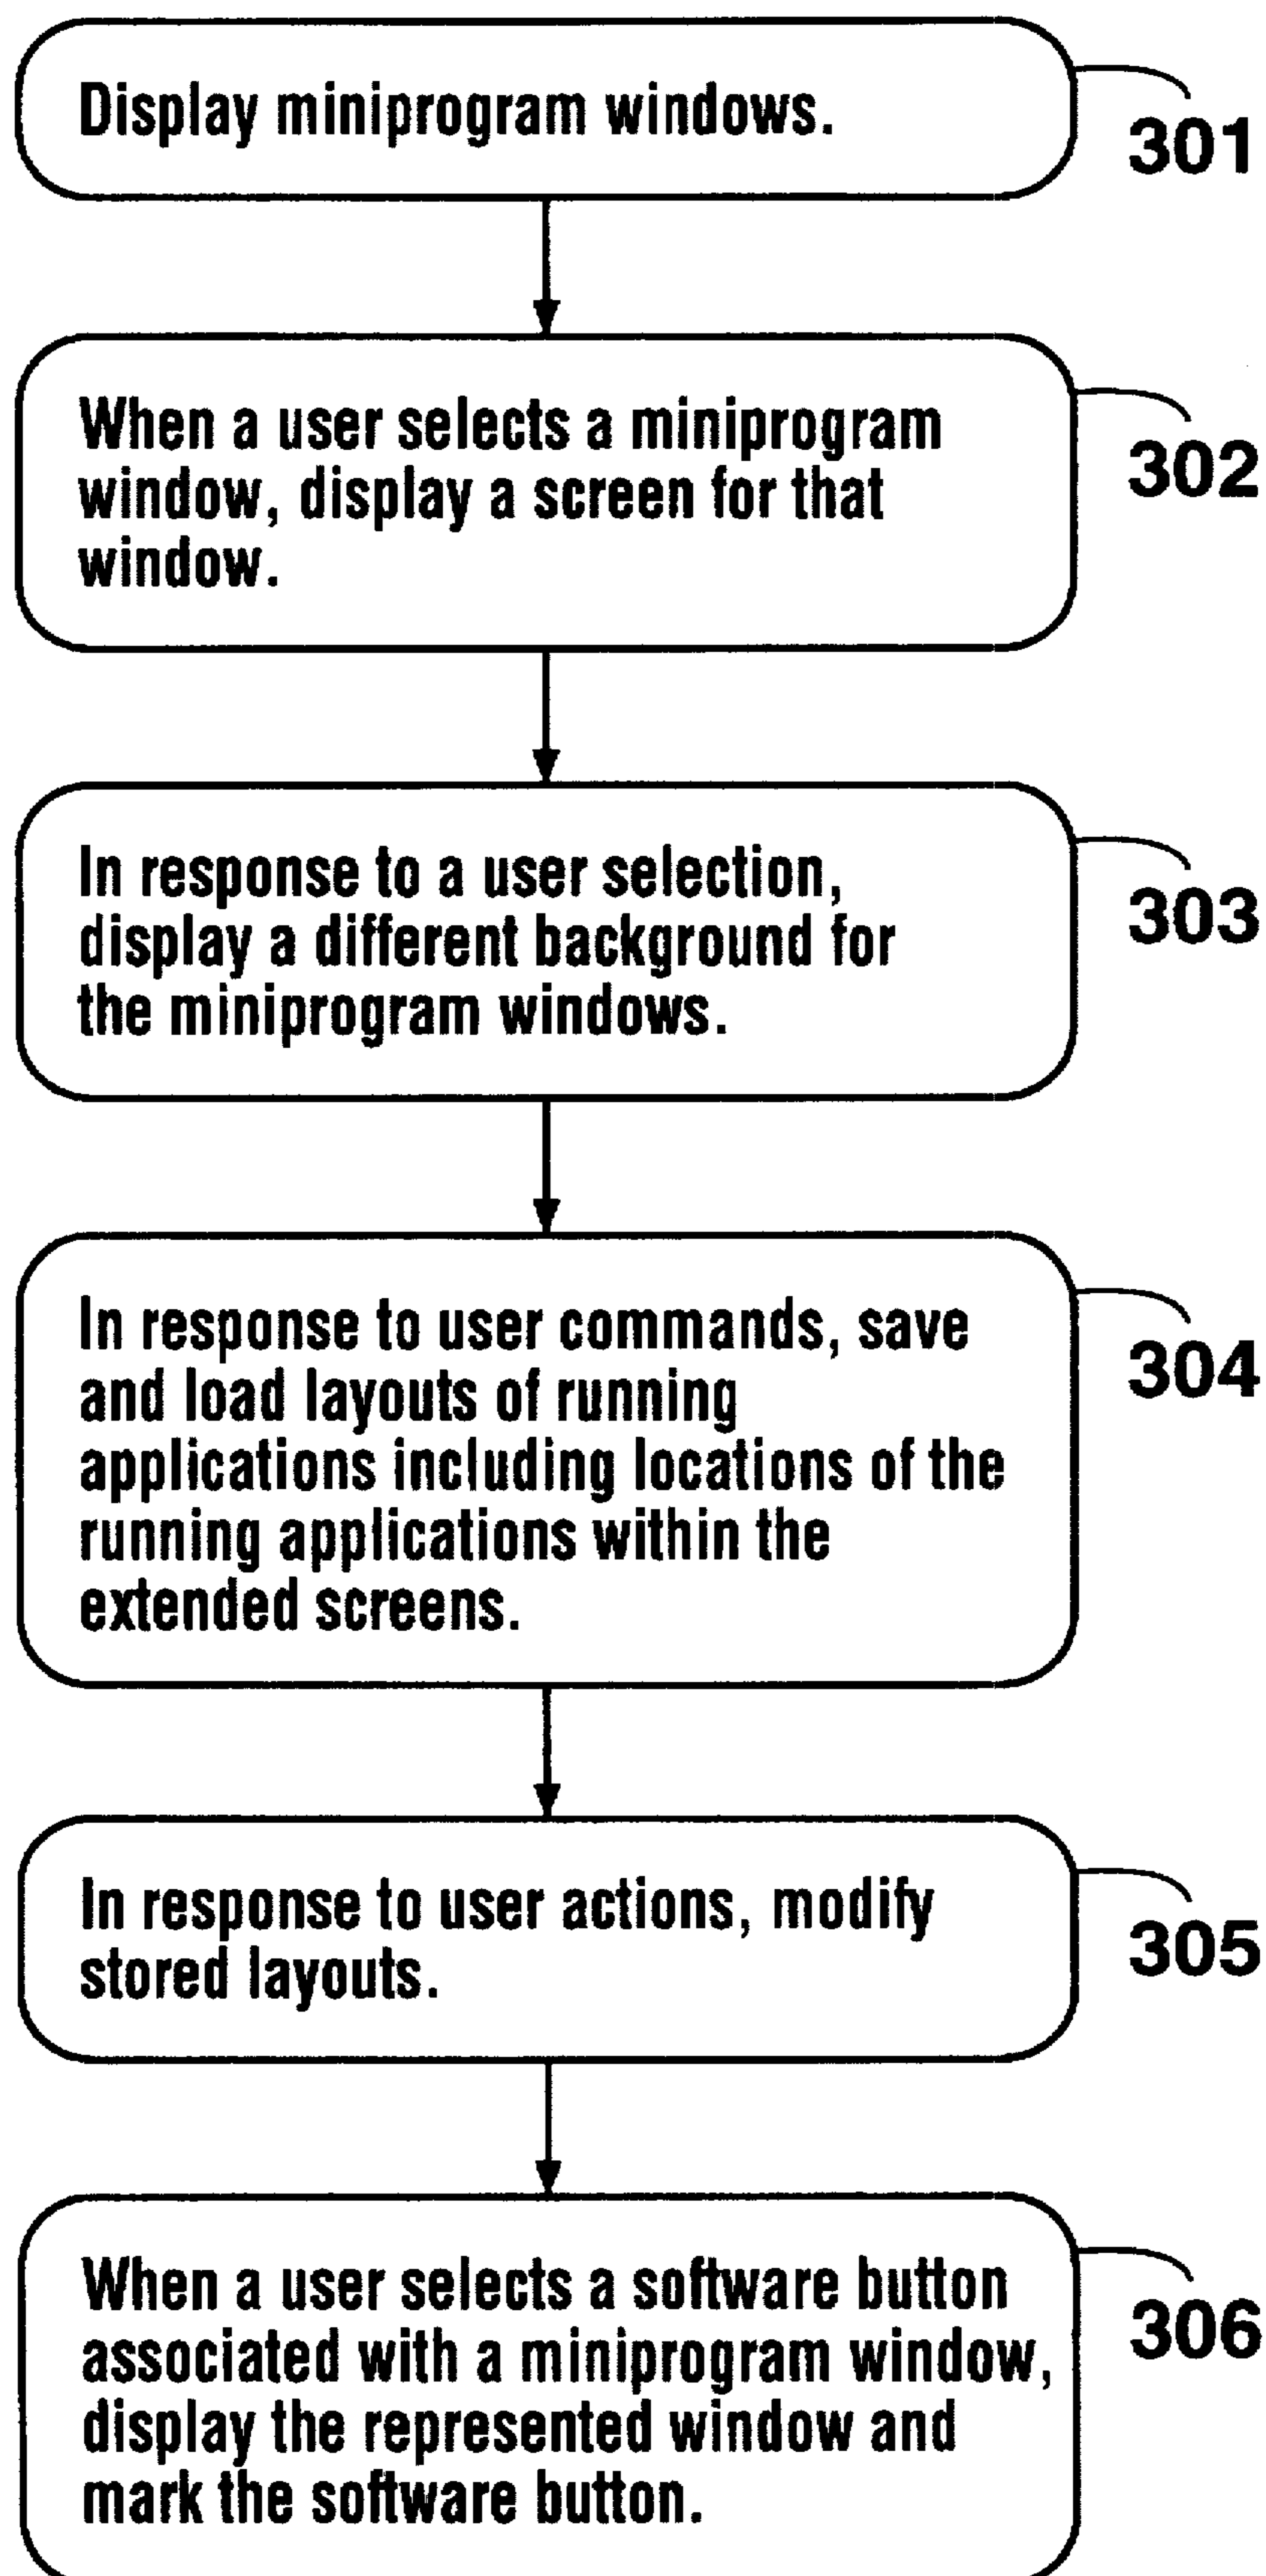 Display miniprogram windows.
301
When a user selects a miniprogram
window, display a screen for that
window.
302
In response to a user selection,
display a different background for
the miniprogram windows.
303
In response to user commands, save
and load layouts of running
applications including locations of the
running applications within the
extended screens.
304
In response to user actions, modify
stored layouts.
305
When a user selects a software button
associated with a miniprogram window,
display the represented window and
mark the software button.
306